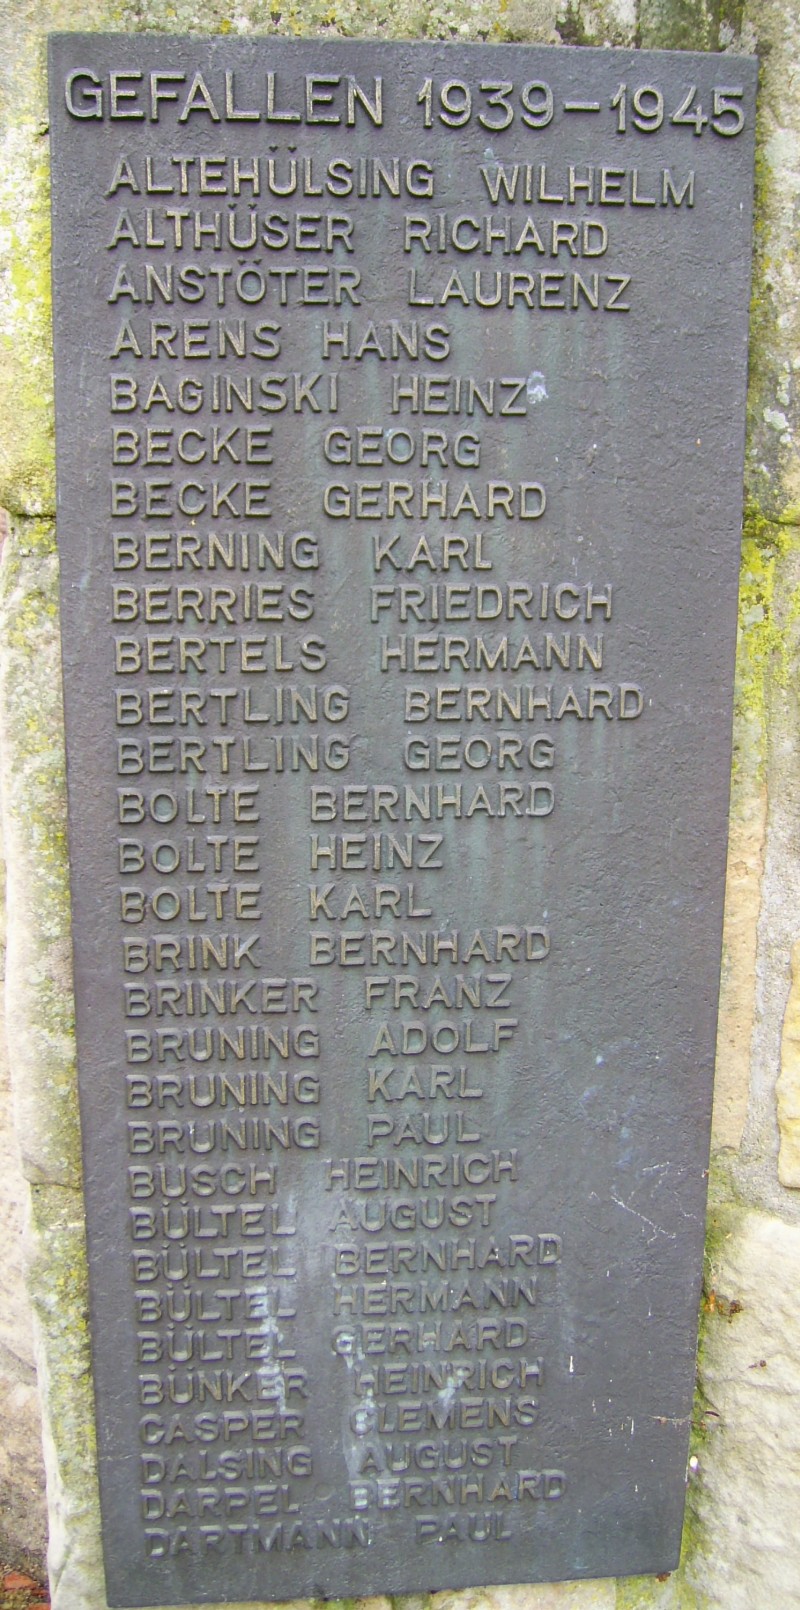 GEFALLEN 1939-1945
ALTEHÜLSING WILHELM
ALTHÜSER RICHARD
ANSTÖTER LAURENZ
ARENS HANS
BAGINSKI HEINZ
BECKE GEORG
BECKE GERHARD
BERNING KARL
BERRIES FRIEDRICH
BERTELS HERMANN
BERTLING BERNHARD
BERTLING GEORG
BOLTE BERNHARD
BOLTE HEINZ
BOLTE KARL
BRINK BERNHARD
BRINKER FRANZ
BRUNING ADOLF
BRUNING KARL
BRUNING PAUL
BUSCH HEINRICH
BÜLTEL AUGUST
BÜLTEL BERNHARD
BÜLTEL HERMANN
BÜLTEL GERHARD
BÜNKER HEINRICH
CASPER CLEMENS
DALSING AUGUST
DARPEL BERNHARD
DARTMANN PAUL